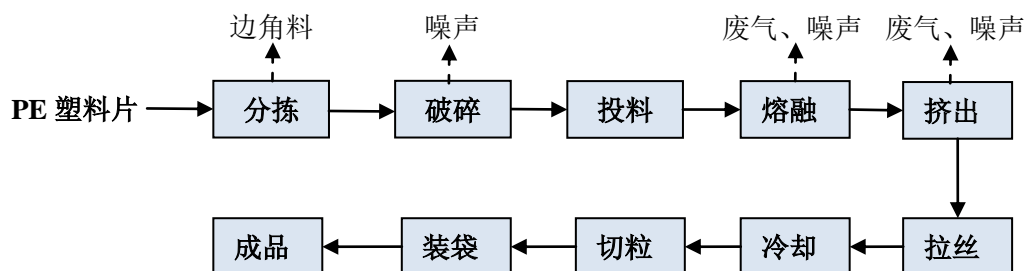 边角料 噪声 废气、噪声 废气、噪声
PE 塑料片 分拣 破碎 投料 熔融 挤出
成品 装袋 切粒 冷却 拉丝